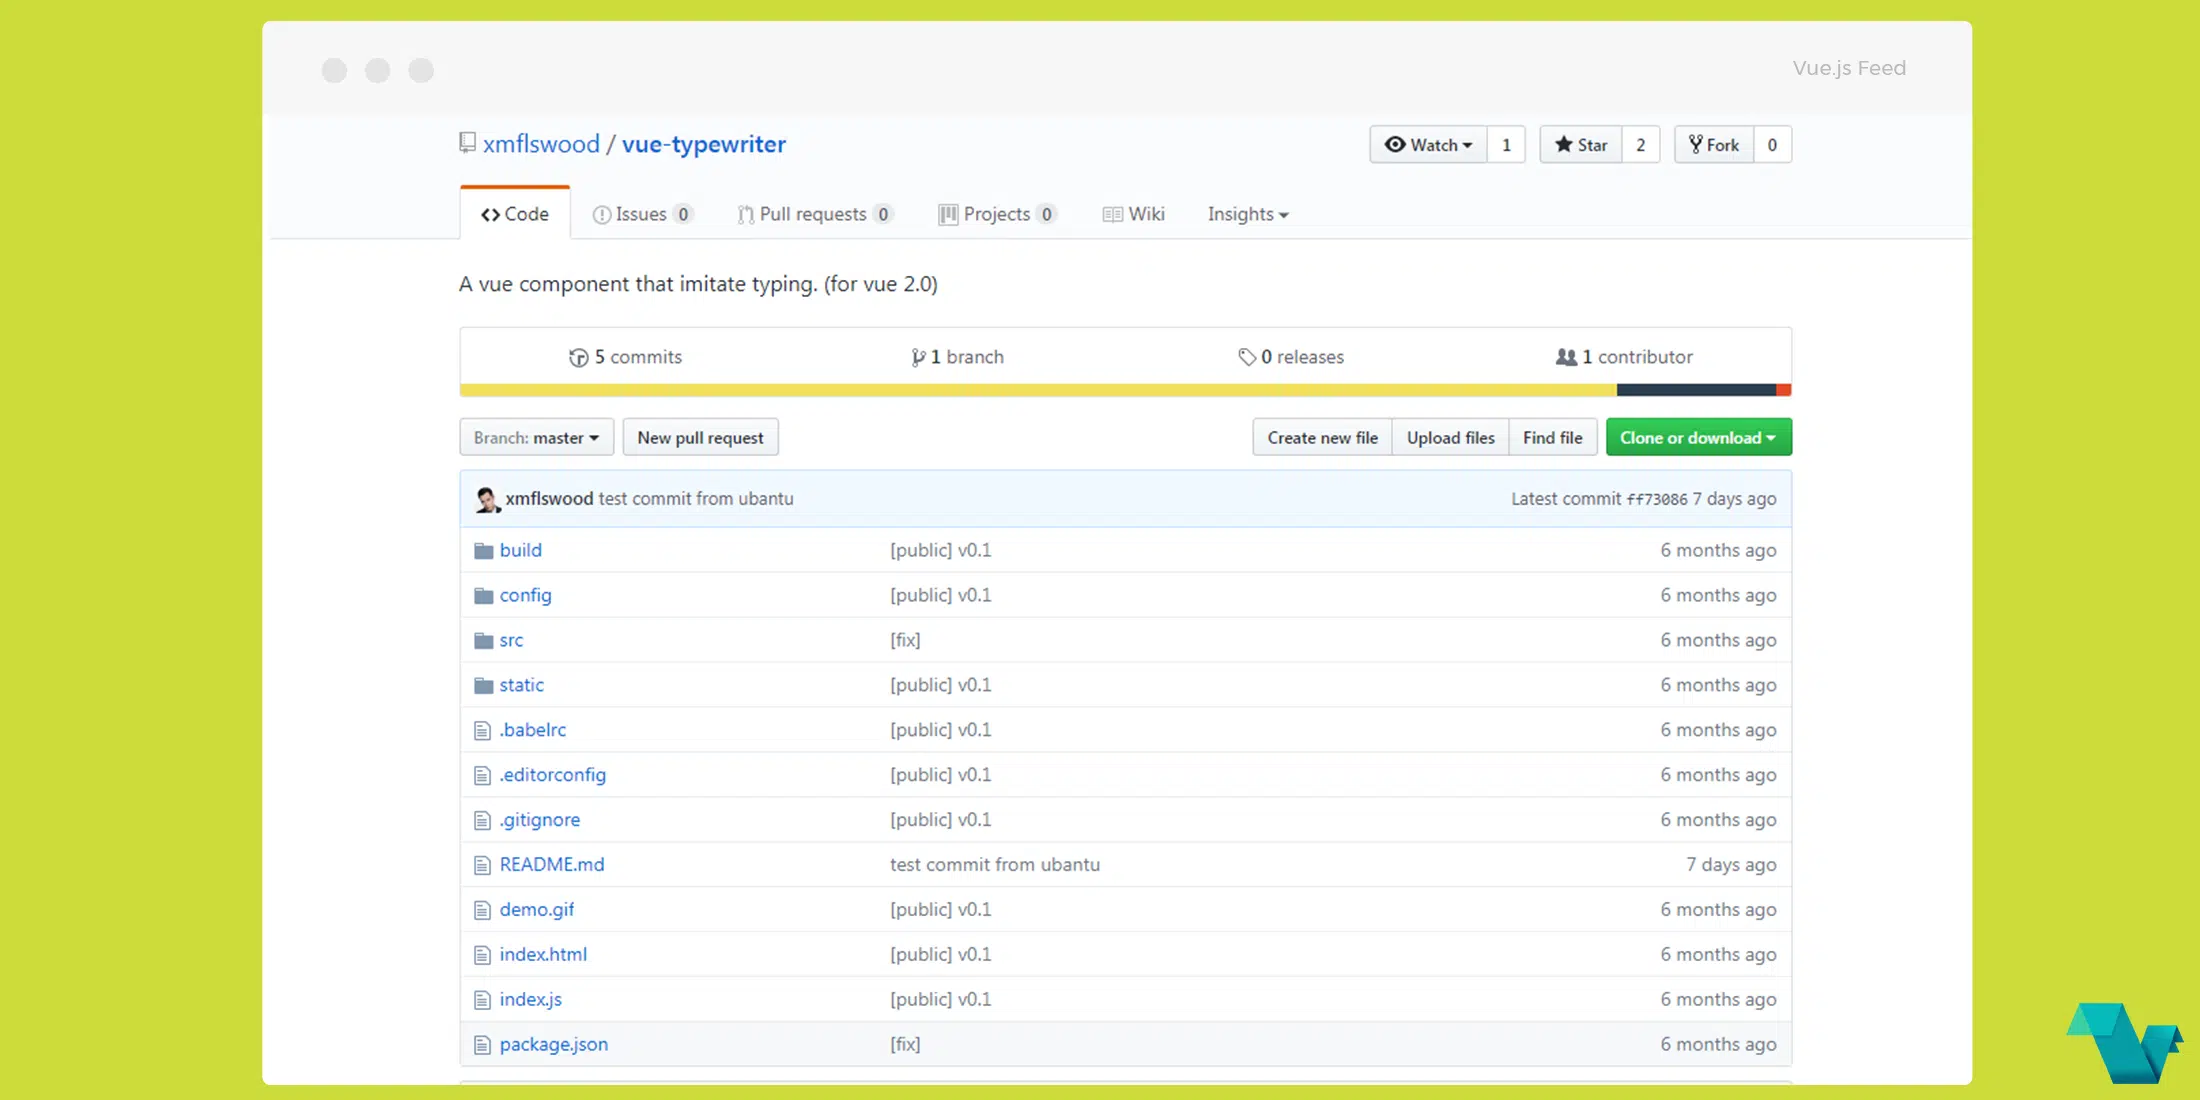 Vue.js Feed
xmflswood / vue-typewriter
Watch 1 Star 2 Fork 0
Code Issues 0 Pull requests 0 Projects 0 Wiki Insights
A vue component that imitate typing. (for vue 2.0)
5 commits 1 branch 0 releases 1 contributor
Branch: master New pull request Create new file Upload files Find file Clone or download
xmflswood test commit from ubantu Latest commit ff73086 7 days ago
build [public] v0.1 6 months ago
config [public] v0.1 6 months ago
src [fix] 6 months ago
static [public] v0.1 6 months ago
.babelrc [public] v0.1 6 months ago
.editorconfig [public] v0.1 6 months ago
.gitignore [public] v0.1 6 months ago
README.md test commit from ubantu 7 days ago
demo.gif [public] v0.1 6 months ago
index.html [public] v0.1 6 months ago
index.js [public] v0.1 6 months ago
package.json [fix] 6 months ago